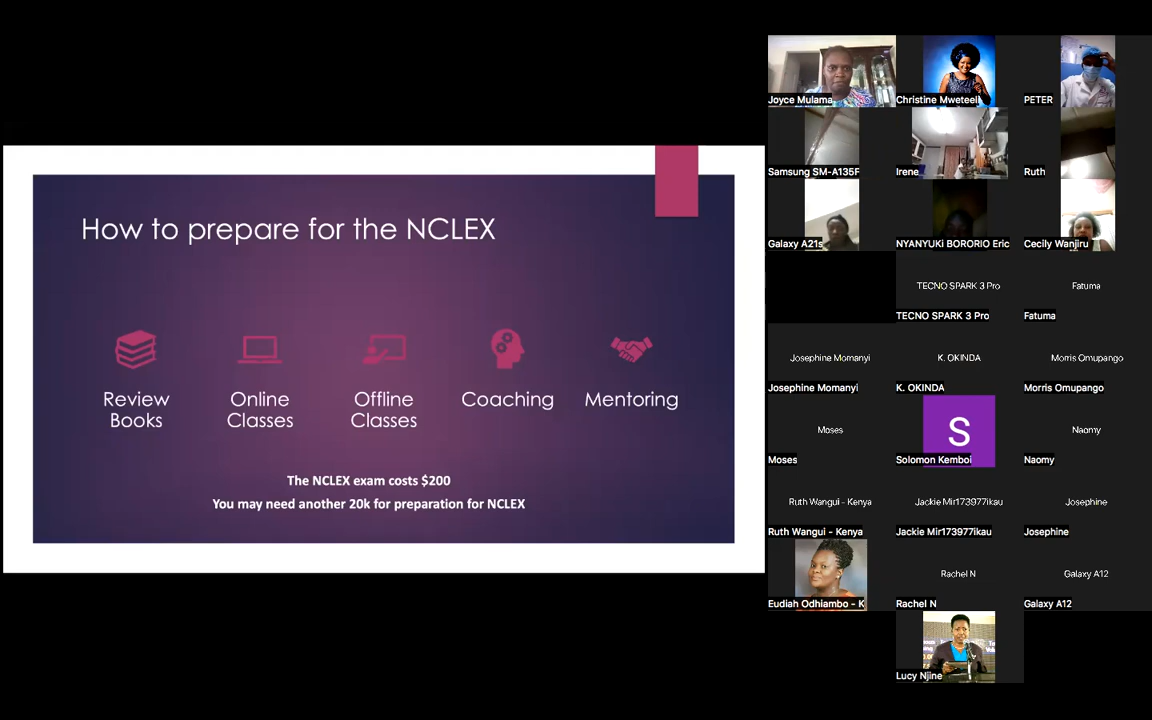 How to prepare for the NCLEX
Review
Books
Online
Classes
Offline
Classes
Coaching
Mentoring
The NCLEX exam costs $200
You may need another 20k for preparation for NCLEX
Joyce Mulama
Christine Mweteeli
PETER
Samsung SM-A135F
Irene
Ruth
Galaxy A21s
NYANYUKi BORORIO Eric
Cecily Wanjiru
TECNO SPARK 3 Pro
Fatuma
TECNO SPARK 3 Pro
Fatuma
Josephine Momanyi
K. OKINDA
Morris Omupango
Josephine Momanyi
K. OKINDA
Morris Omupango
Moses
S
Naomy
Moses
Solomon Kemboi
Naomy
Ruth Wangui - Kenya
Jackie Mir173977ikau
Josephine
Ruth Wangui - Kenya
Jackie Mir173977ikau
Josephine
Rachel N
Galaxy A12
Eudiah Odhiambo - K
Rachel N
Galaxy A12
Lucy Njine